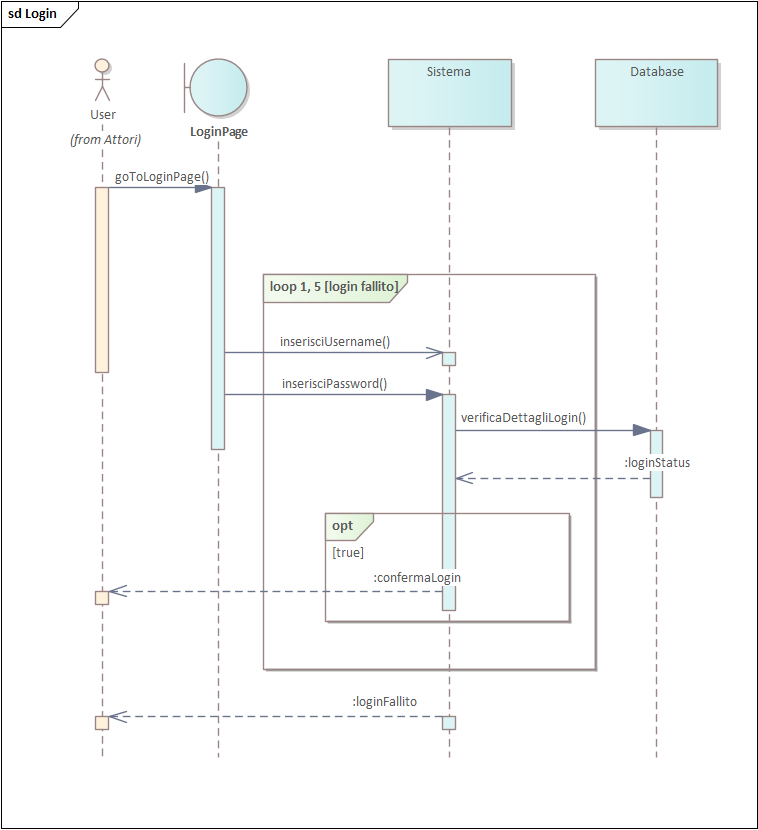 sd Login
User
(from Attori)
LoginPage
Sistema
Database
goToLoginPage()
loop 1, 5 [login fallito]
inserisciUsername()
inserisciPassword()
verificaDettagliLogin()
:loginStatus
opt
[true]
:confermaLogin
:loginFallito